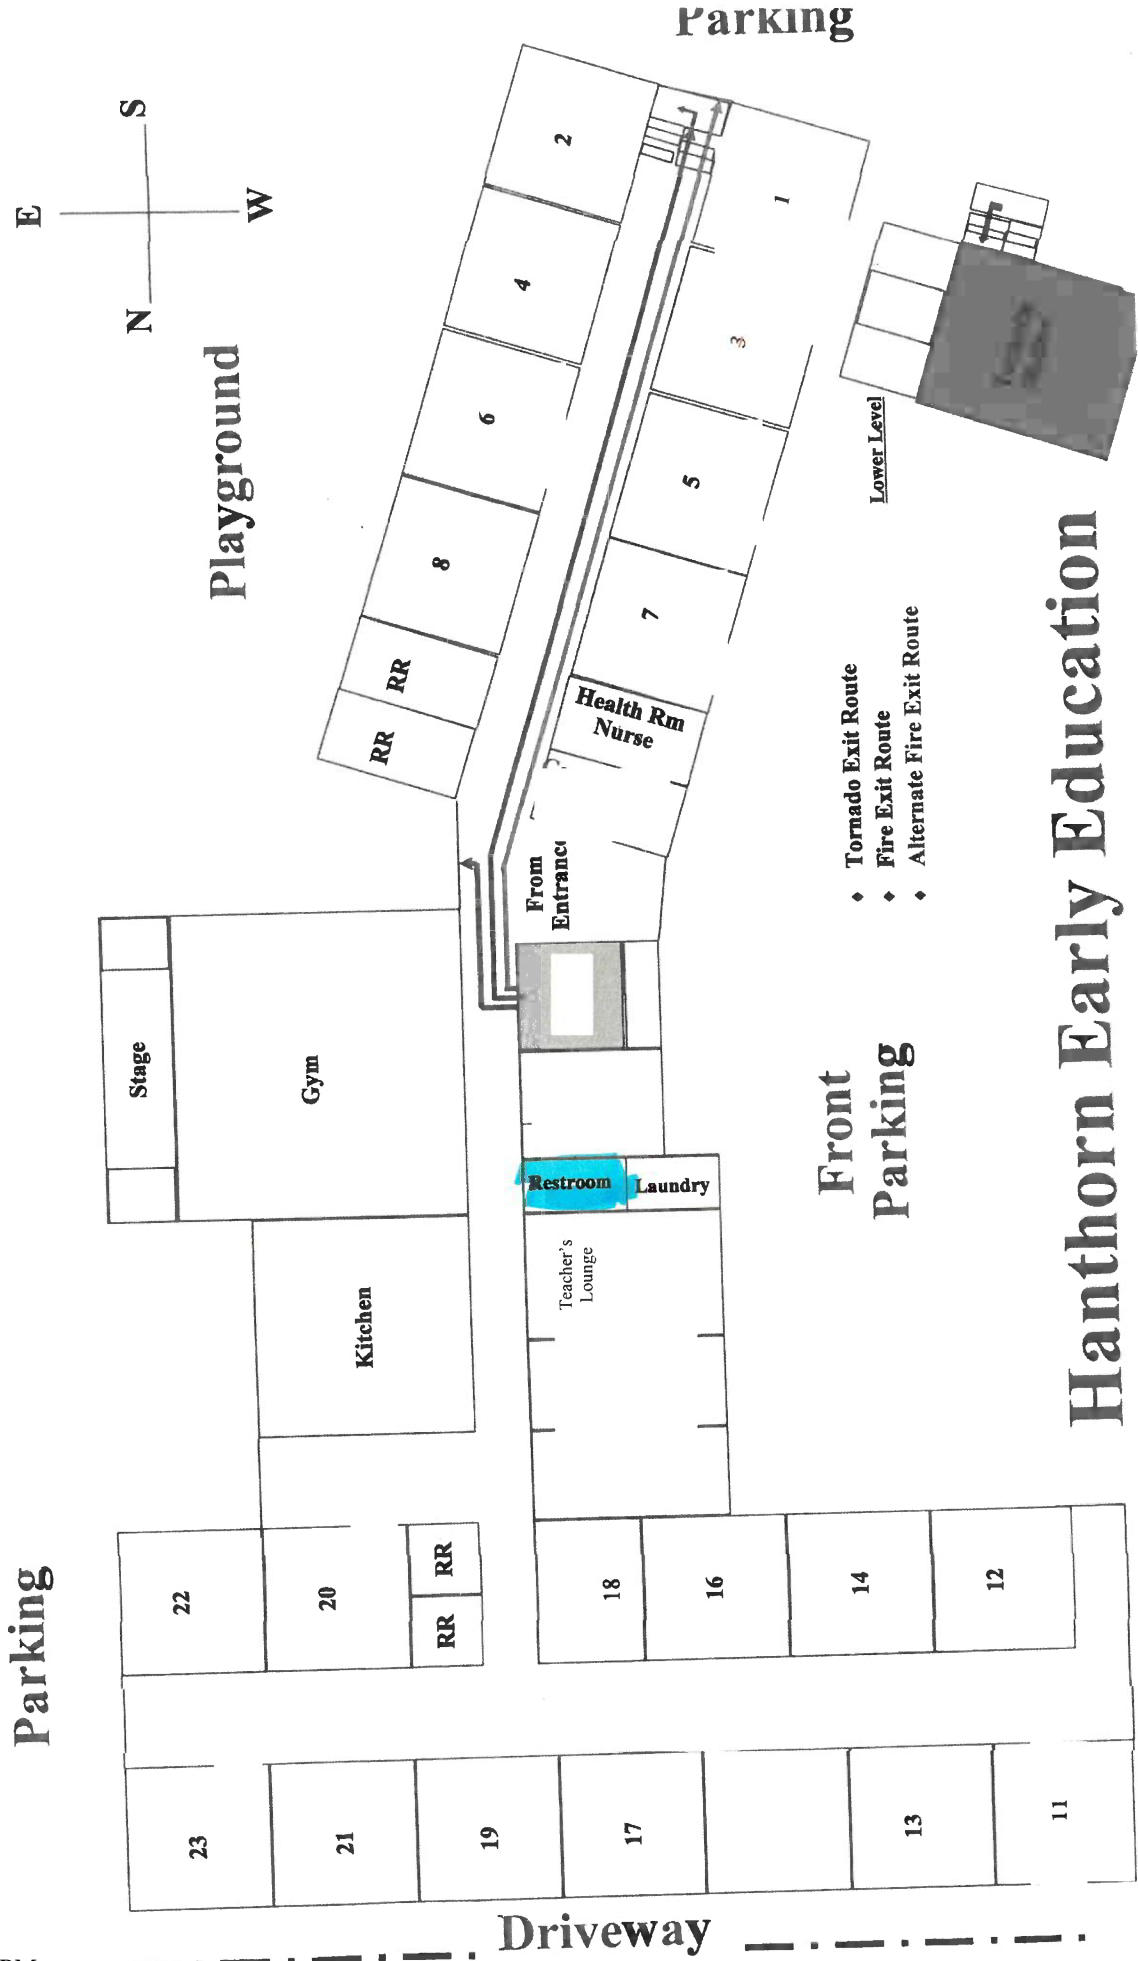 Parking
S
E
W
N
Playground
2
4
6
8
RR
RR
1
3
5
7
Health Rm
Nurse
From
Entrance
Lower Level
♦ Tornado Exit Route
♦ Fire Exit Route
♦ Alternate Fire Exit Route
Hanthorn Early Education
Front
Parking
Stage
Gym
Kitchen
Restroom
Laundry
Teacher's
Lounge
Parking
22
20
RR
RR
18
16
14
12
23
21
19
17
13
11
Driveway